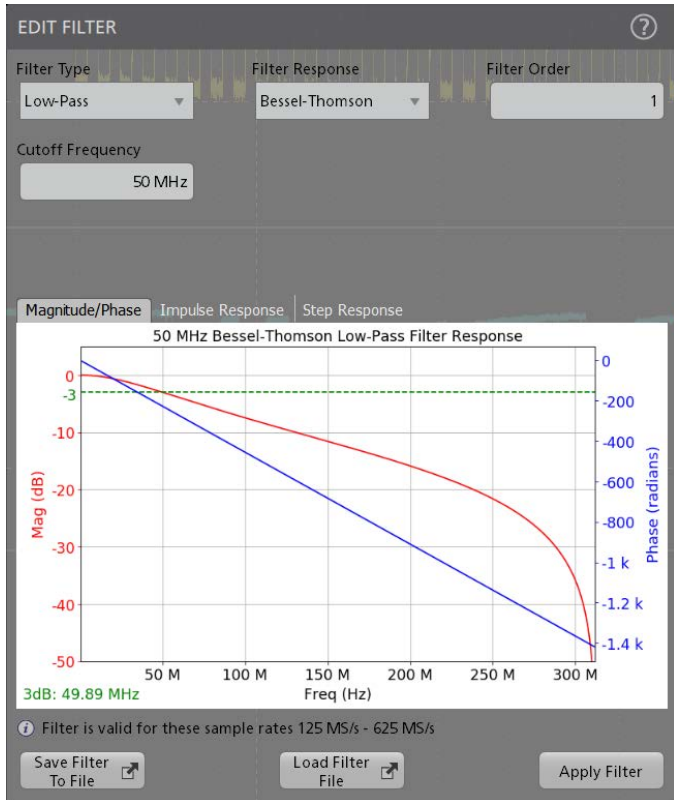 EDIT FILTER
?
Filter Type
Filter Response
Filter Order
Low-Pass
Bessel-Thomson
1
Cutoff Frequency
50 MHz
Magnitude/Phase
Impulse Response
Step Response
50 MHz Bessel-Thomson Low-Pass Filter Response
0
-3
-10
-20
-30
-40
-50
Mag (dB)
0
-200
-400
-600
-800
-1 k
-1.2 k
-1.4 k
Phase (radians)
50 M
100 M
150 M
200 M
250 M
300 M
3dB: 49.89 MHz
Freq (Hz)
i
Filter is valid for these sample rates 125 MS/s - 625 MS/s
Save Filter
To File
Load Filter
File
Apply Filter